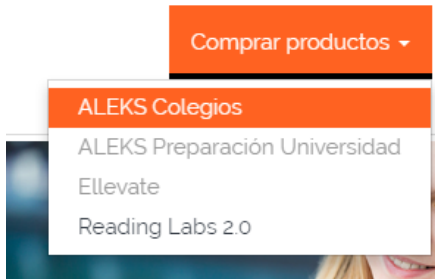 Comprar productos
ALEKS Colegios
ALEKS Preparación Universidad
Ellevate
Reading Labs 2.0